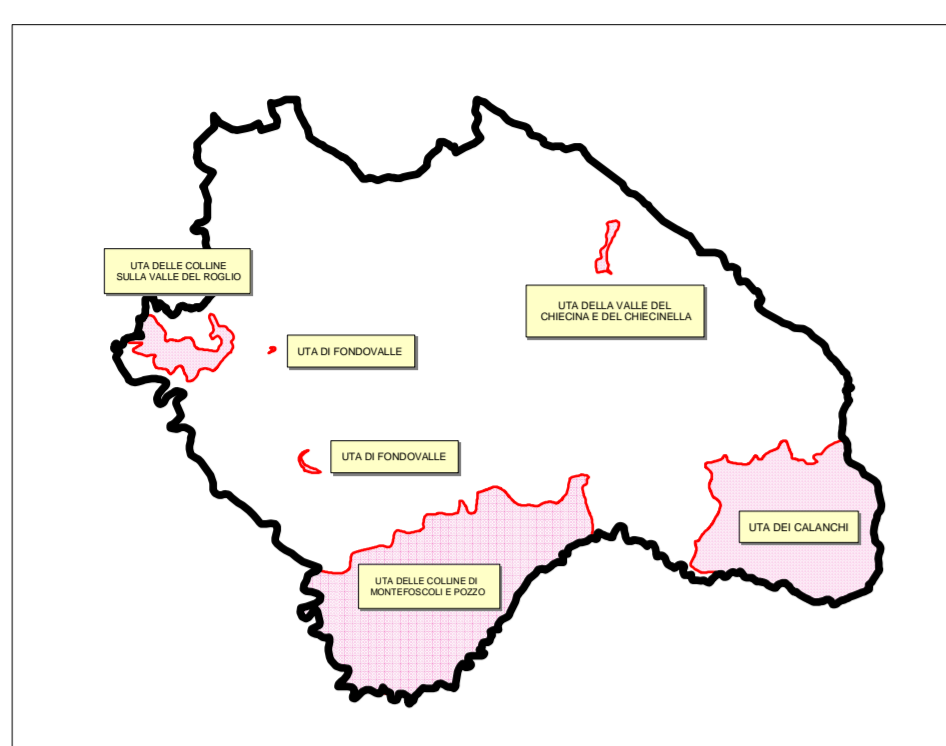 UTA DELLE COLLINE
SULLA VALLE DEL ROGLIO
UTA DELLA VALLE DEL
CHIECINA E DEL CHIECINELLA
UTA DI FONDOVALLE
UTA DI FONDOVALLE
UTA DEI CALANCHI
UTA DELLE COLLINE DI
MONTEFOSCOLI E POZZO